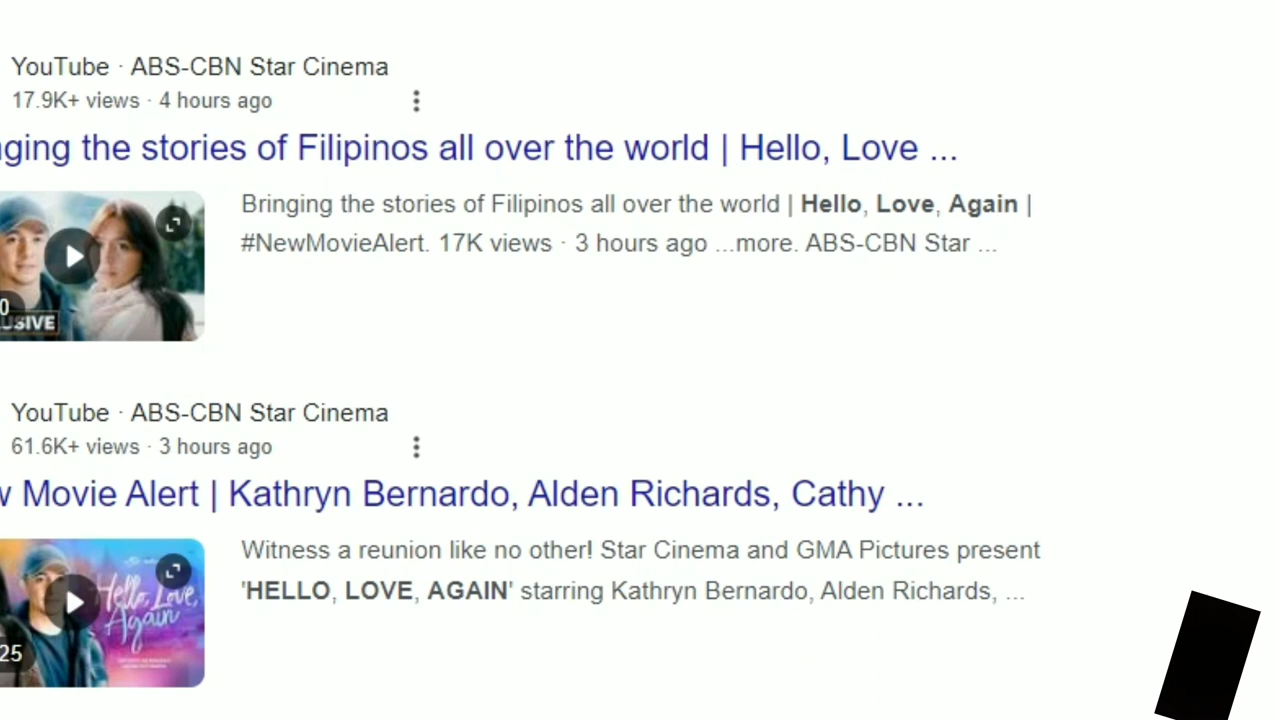 YouTube · ABS-CBN Star Cinema
17.9K+ views · 4 hours ago
nging the stories of Filipinos all over the world | Hello, Love ...
Bringing the stories of Filipinos all over the world | Hello, Love, Again |
#NewMovieAlert. 17K views · 3 hours ago ...more. ABS-CBN Star ...
0
USIVE
YouTube · ABS-CBN Star Cinema
61.6K+ views · 3 hours ago
w Movie Alert | Kathryn Bernardo, Alden Richards, Cathy ...
Witness a reunion like no other! Star Cinema and GMA Pictures present
'HELLO, LOVE, AGAIN' starring Kathryn Bernardo, Alden Richards, ...
Hello, Love,
Again
25